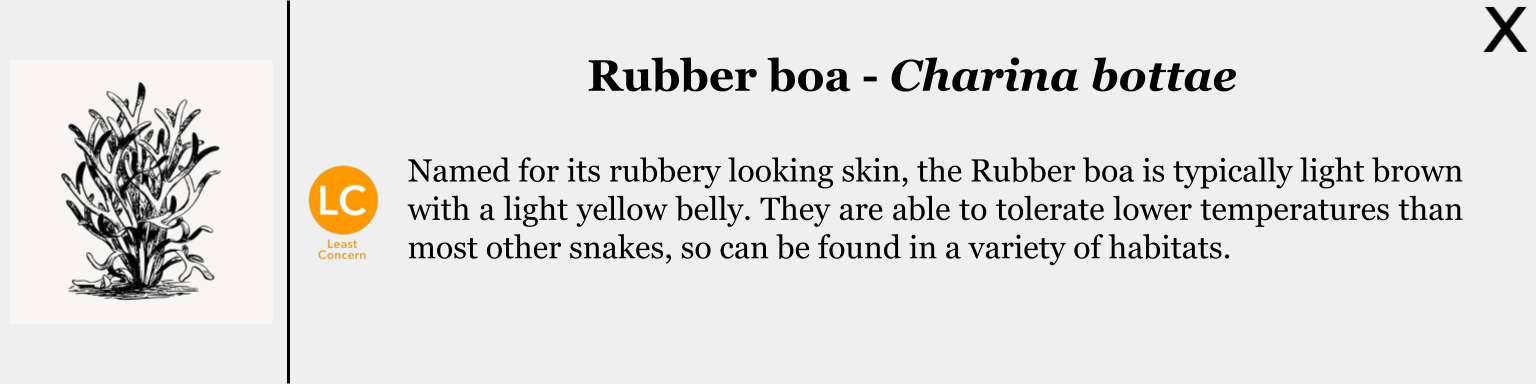 X
Rubber boa - Charina bottae
Named for its rubbery looking skin, the Rubber boa is typically light brown
with a light yellow belly. They are able to tolerate lower temperatures than
most other snakes, so can be found in a variety of habitats.
LC
Least
Concern